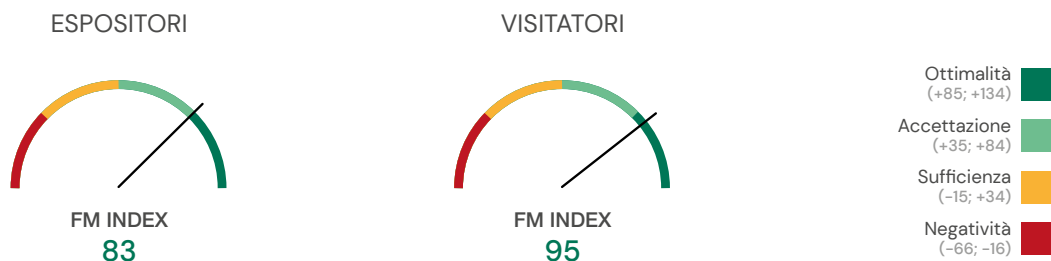 ESPOSITORI
FM INDEX
83
VISITATORI
FM INDEX
95
Ottimalità
(+85; +134)
Accettazione
(+35; +84)
Sufficienza
(-15; +34)
Negatività
(-66; -16)